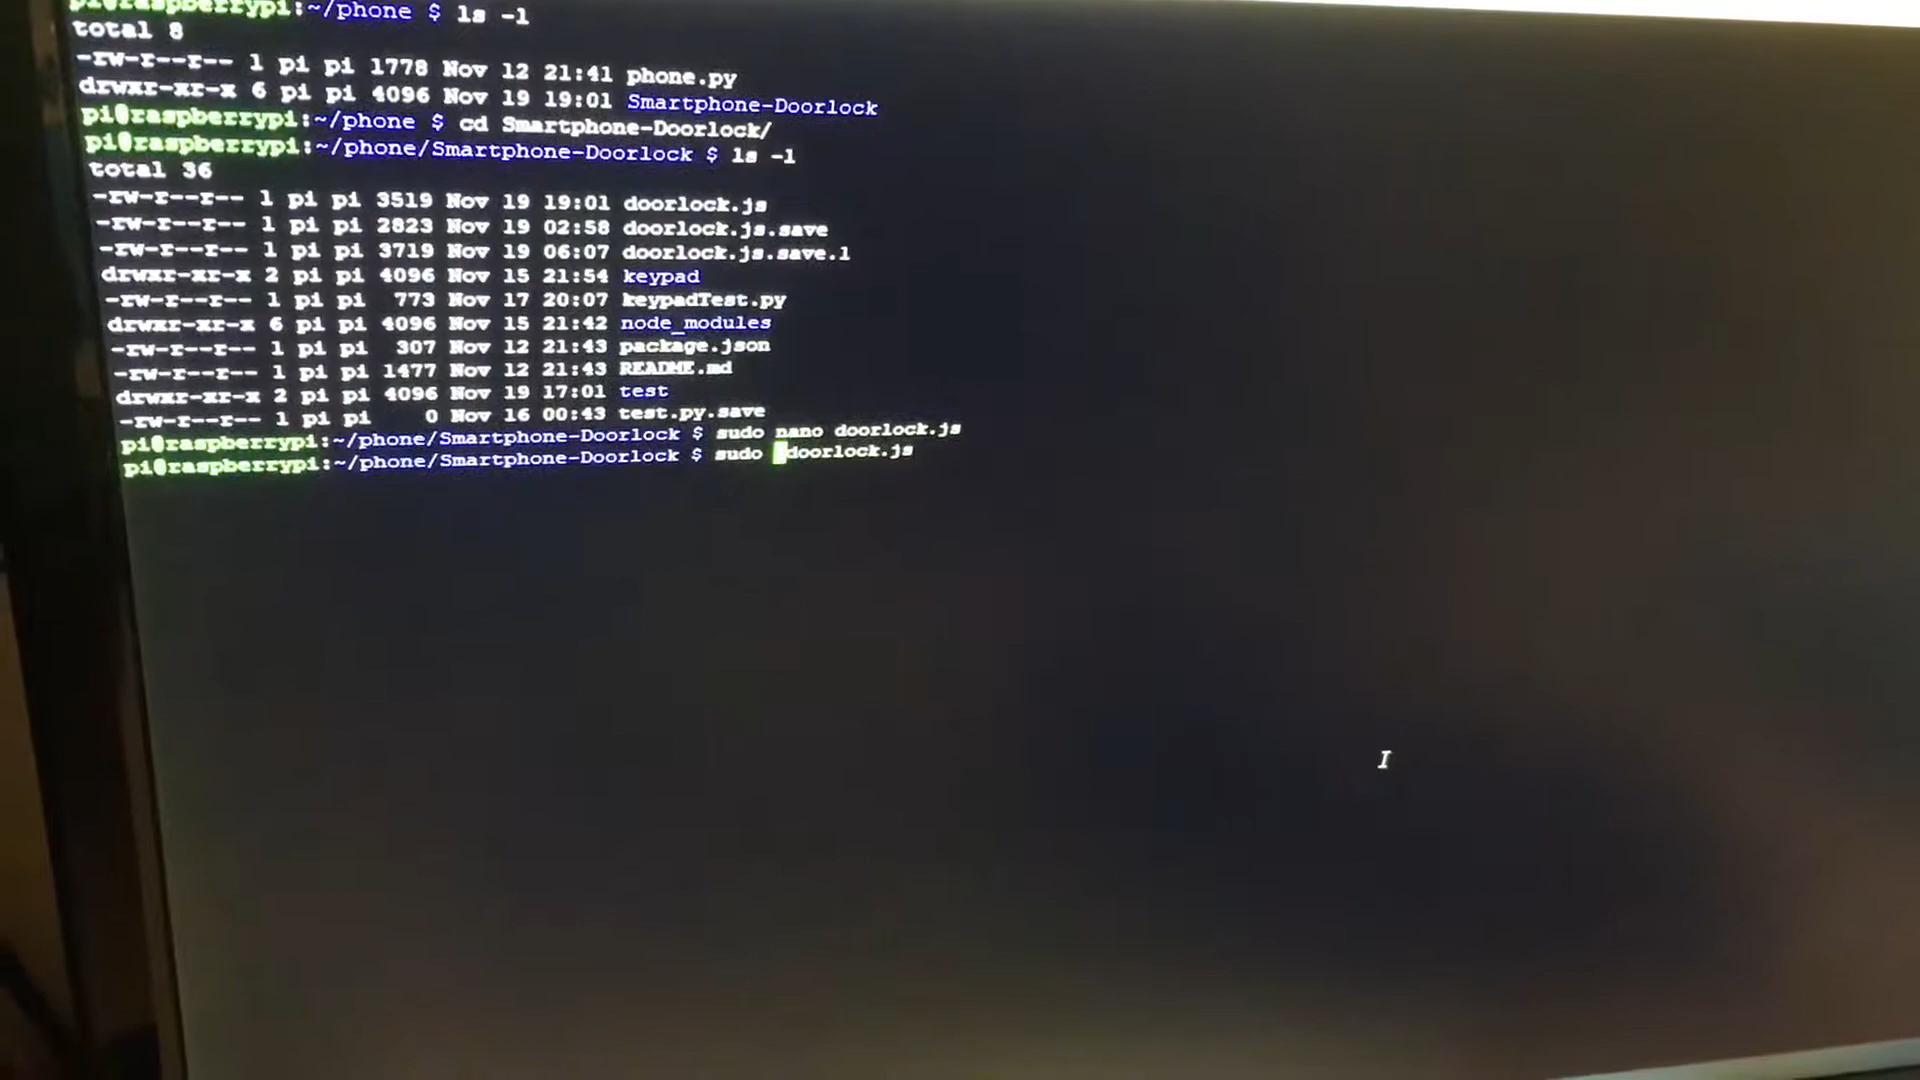 pi@raspberrypi:~/phone $ ls -l
total 8
-rw-r--r-- 1 pi pi 1778 Nov 12 21:41 phone.py
drwxr-xr-x 6 pi pi 4096 Nov 19 19:01 Smartphone-Doorlock
pi@raspberrypi:~/phone $ cd Smartphone-Doorlock/
pi@raspberrypi:~/phone/Smartphone-Doorlock $ ls -l
total 36
-rw-r--r-- 1 pi pi 3519 Nov 19 19:01 doorlock.js
-rw-r--r-- 1 pi pi 2823 Nov 19 02:58 doorlock.js.save
-rw-r--r-- 1 pi pi 3719 Nov 19 06:07 doorlock.js.save.1
drwxr-xr-x 2 pi pi 4096 Nov 15 21:54 keypad
-rw-r--r-- 1 pi pi 773 Nov 17 20:07 keypadTest.py
drwxr-xr-x 6 pi pi 4096 Nov 15 21:42 node_modules
-rw-r--r-- 1 pi pi 307 Nov 12 21:43 package.json
-rw-r--r-- 1 pi pi 1477 Nov 12 21:43 README.md
drwxr-xr-x 2 pi pi 4096 Nov 19 17:01 test
-rw-r--r-- 1 pi pi 0 Nov 16 00:43 test.py.save
pi@raspberrypi:~/phone/Smartphone-Doorlock $ sudo nano doorlock.js
pi@raspberrypi:~/phone/Smartphone-Doorlock $ sudo doorlock.js